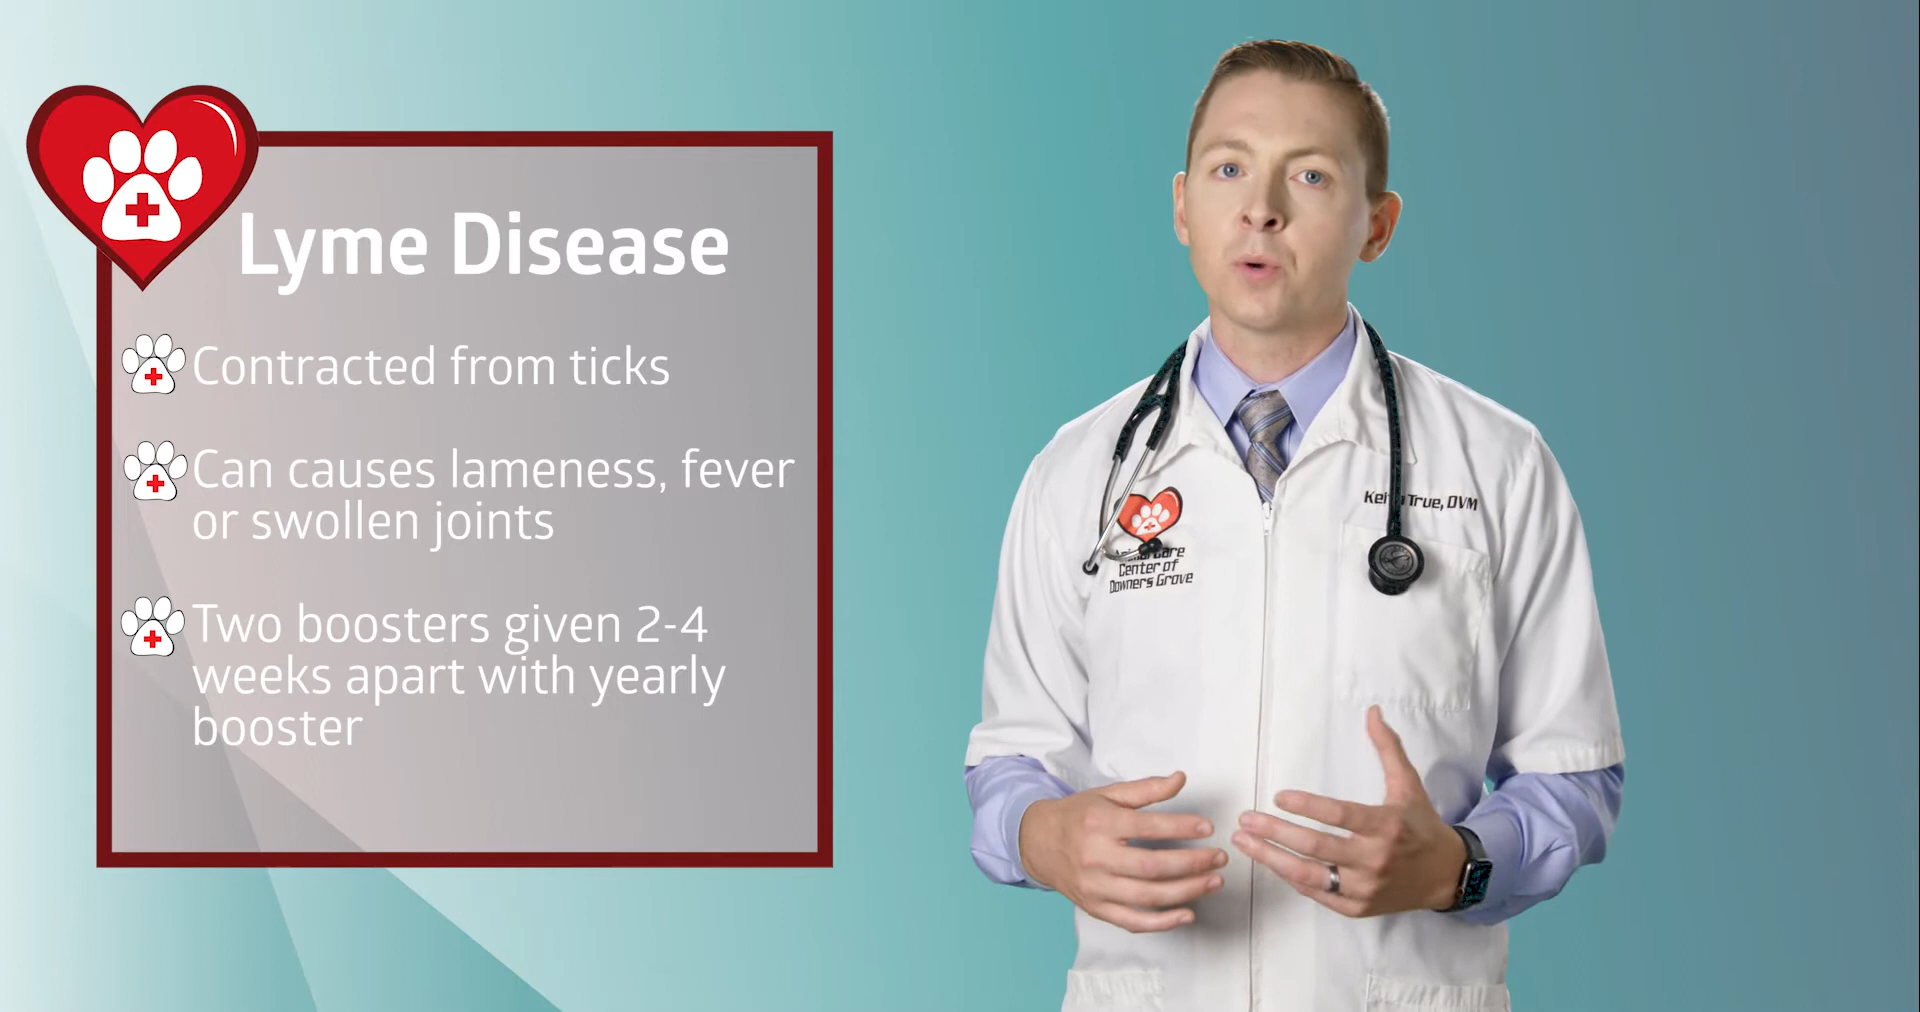 Lyme Disease
Contracted from ticks
Can causes lameness, fever
or swollen joints
Two boosters given 2-4
weeks apart with yearly
booster
True, DVM
Care
Center of
Downers Grove